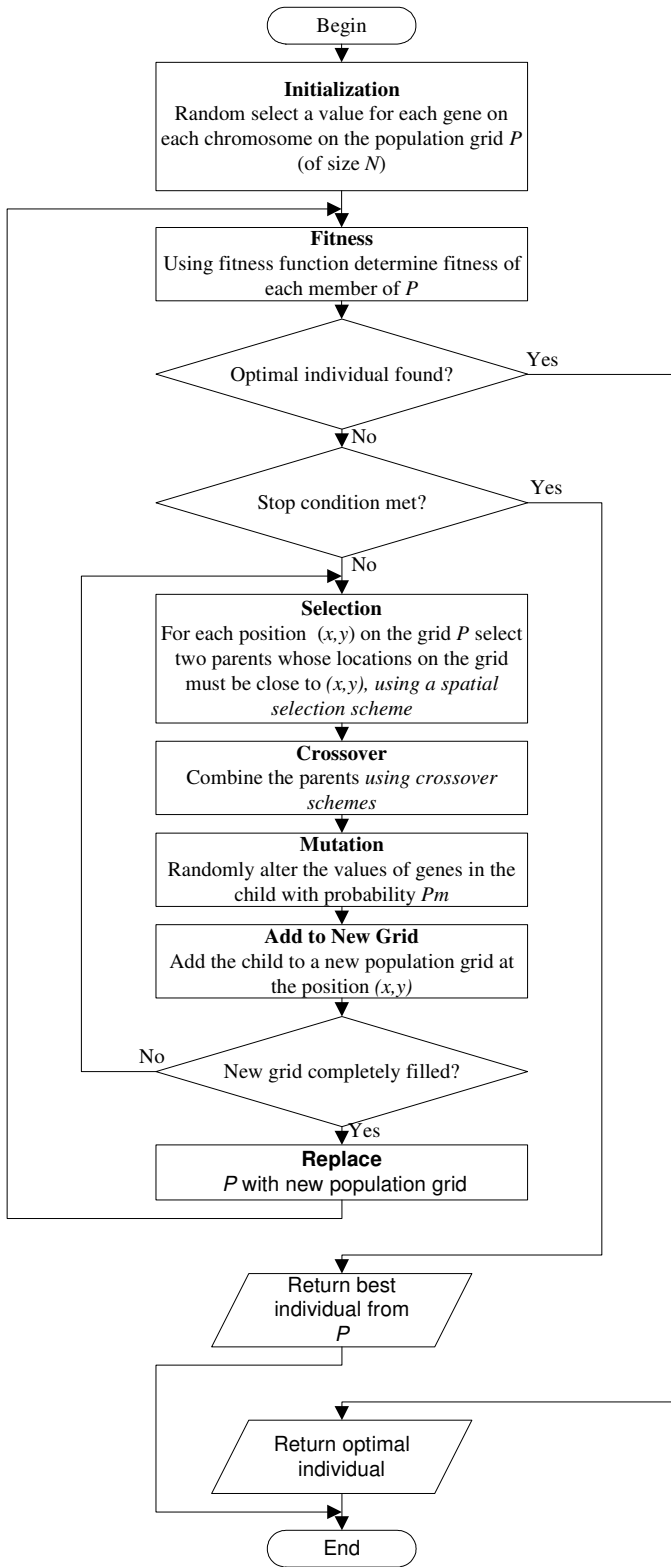 Begin
Initialization
Random select a value for each gene on
each chromosome on the population grid P
(of size N)
Fitness
Using fitness function determine fitness of
each member of P
Yes
Optimal individual found?
No
Yes
Stop condition met?
No
Selection
For each position (x,y) on the grid P select
two parents whose locations on the grid
must be close to (x,y), using a spatial
selection scheme
Crossover
Combine the parents using crossover
schemes
Mutation
Randomly alter the values of genes in the
child with probability Pm
Add to New Grid
Add the child to a new population grid at
the position (x,y)
No
New grid completely filled?
Yes
Replace
P with new population grid
Return best
individual from
P
Return optimal
individual
End